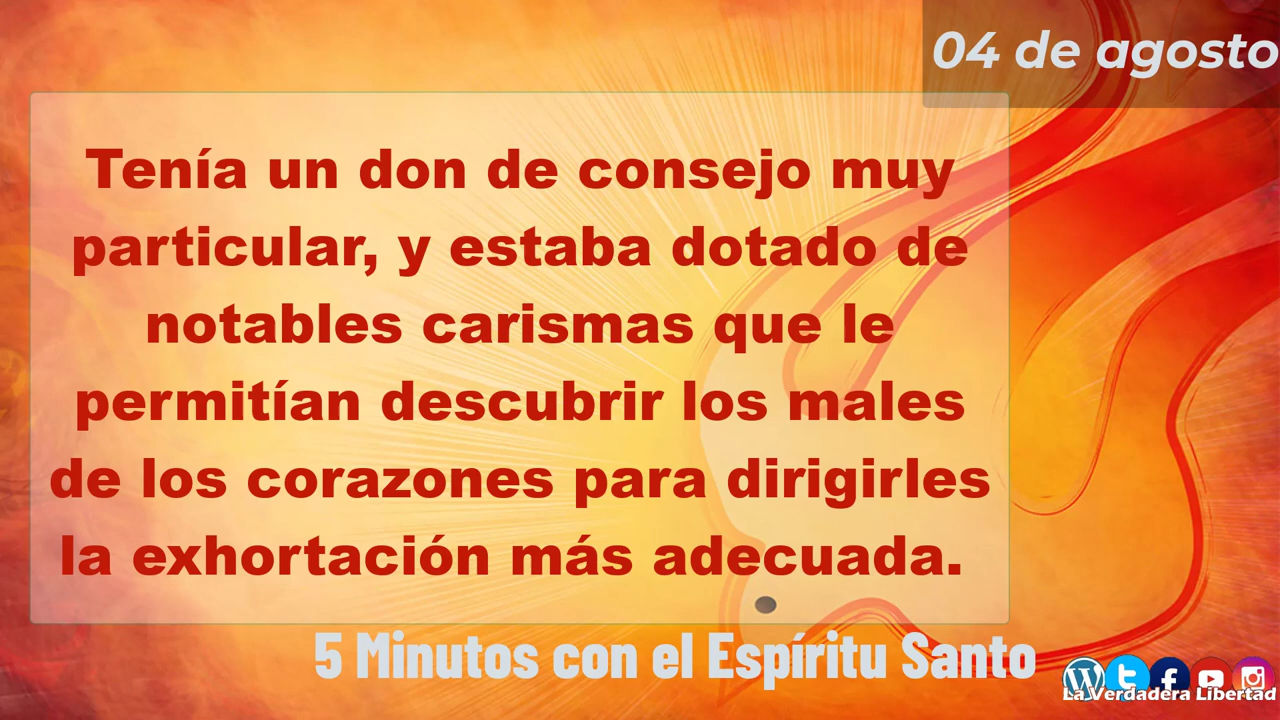 04 de agosto
Tenía un don de consejo muy
particular, y estaba dotado de
notables carismas que le
permitían descubrir los males
de los corazones para dirigirles
la exhortación más adecuada.
5 Minutos con el Espíritu Santo
La Verdadera Libertad